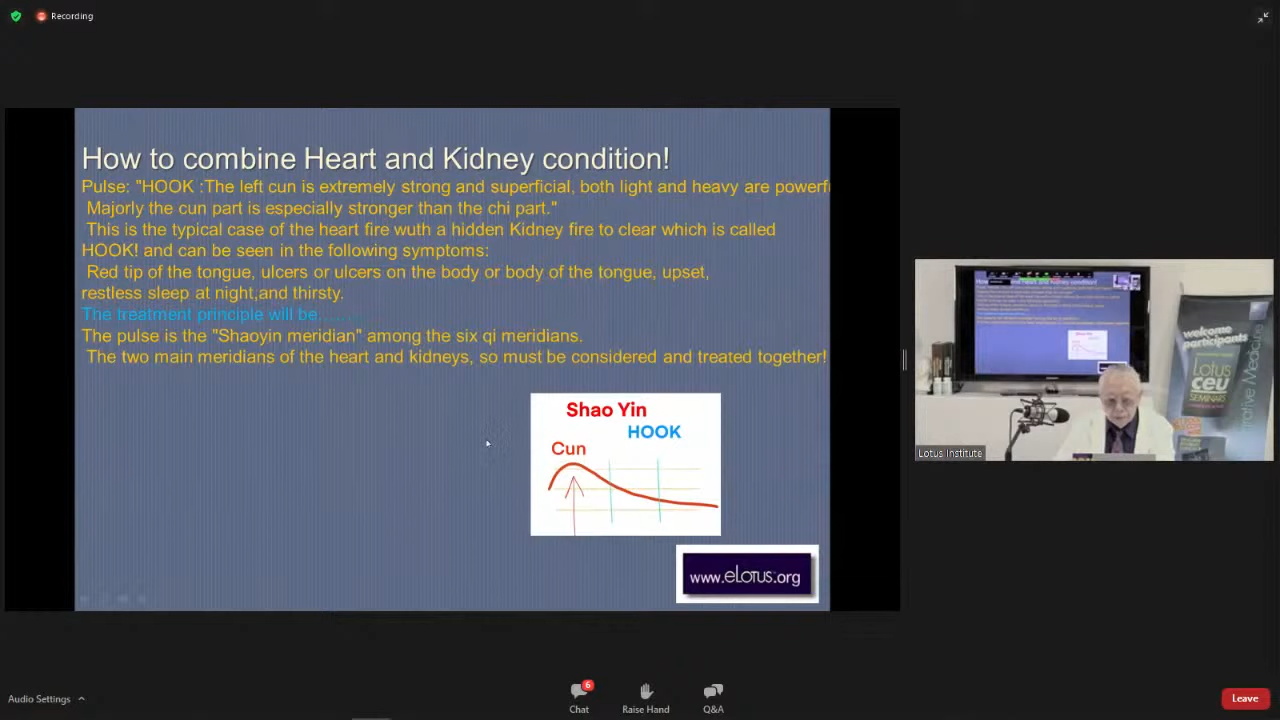 Recording
How to combine Heart and Kidney condition!
Pulse: "HOOK :The left cun is extremely strong and superficial, both light and heavy are powerf
Majorly the cun part is especially stronger than the chi part."
This is the typical case of the heart fire wuth a hidden Kidney fire to clear which is called
HOOK! and can be seen in the following symptoms:
Red tip of the tongue, ulcers or ulcers on the body or body of the tongue, upset,
restless sleep at night,and thirsty.
The treatment principle will be........
The pulse is the "Shaoyin meridian" among the six qi meridians.
The two main meridians of the heart and kidneys, so must be considered and treated together!
Shao Yin
HOOK
Cun
www.eLOTUS.org
welcome
participants
Lotus
CEU
SEMINARS
Lotus Institute
Audio Settings
6
Chat
Raise Hand
Q&A
Leave